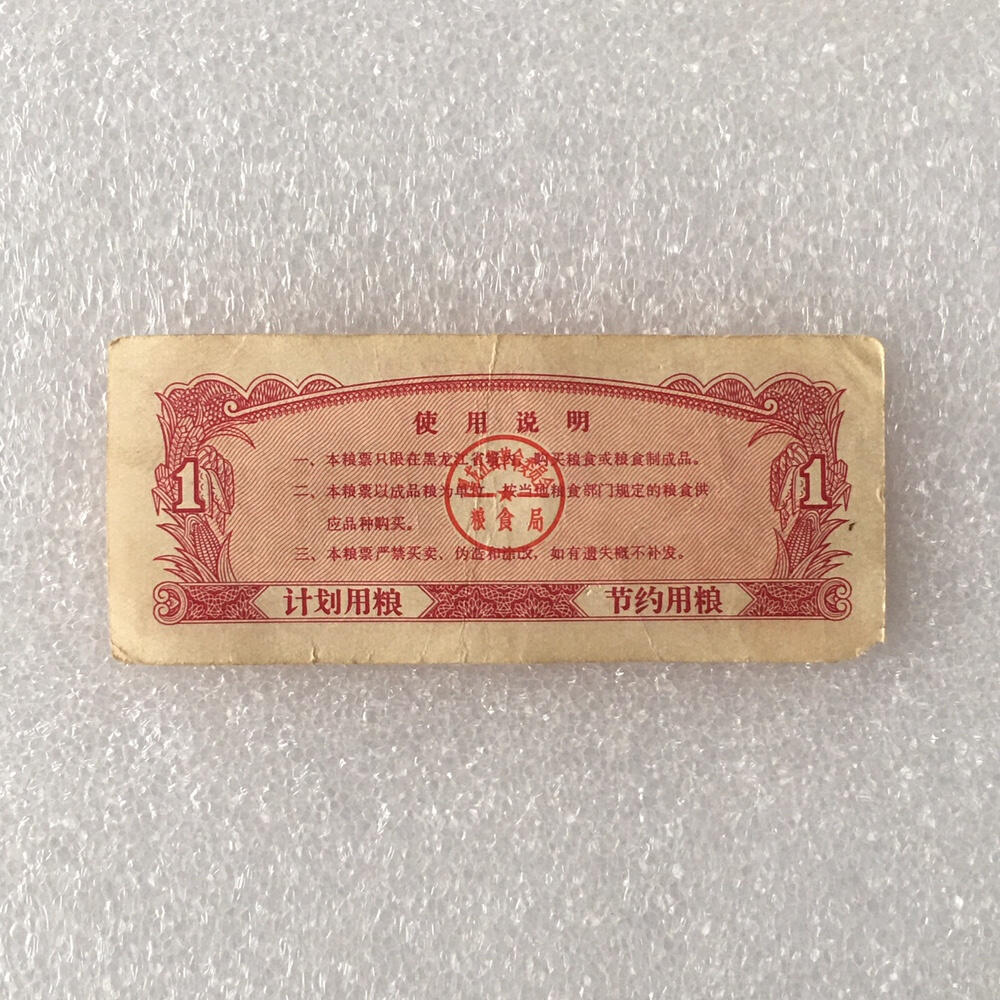 使用说明
一、本粮票只限在黑龙江省 购买粮食或粮食制成品。
二、本粮票以成品粮为单位，按当地粮食部门规定的粮食供
应品种购买。
三、本粮票严禁买卖、伪造和涂改，如有遗失概不补发。
粮食局
1
1
计划用粮
节约用粮